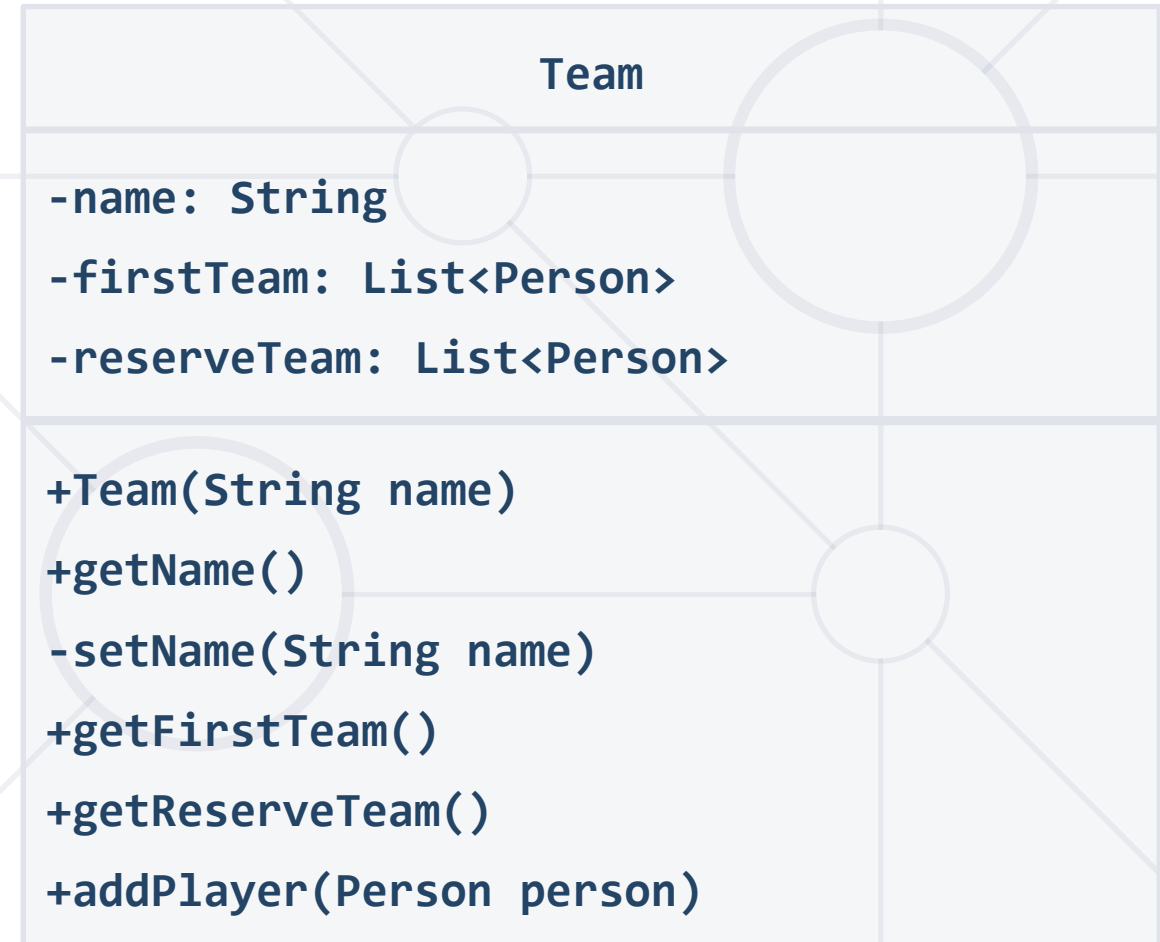 Team
-name: String
-firstTeam: List<Person>
-reserveTeam: List<Person>
+Team(String name)
+getName()
-setName(String name)
+getFirstTeam()
+getReserveTeam()
+addPlayer(Person person)